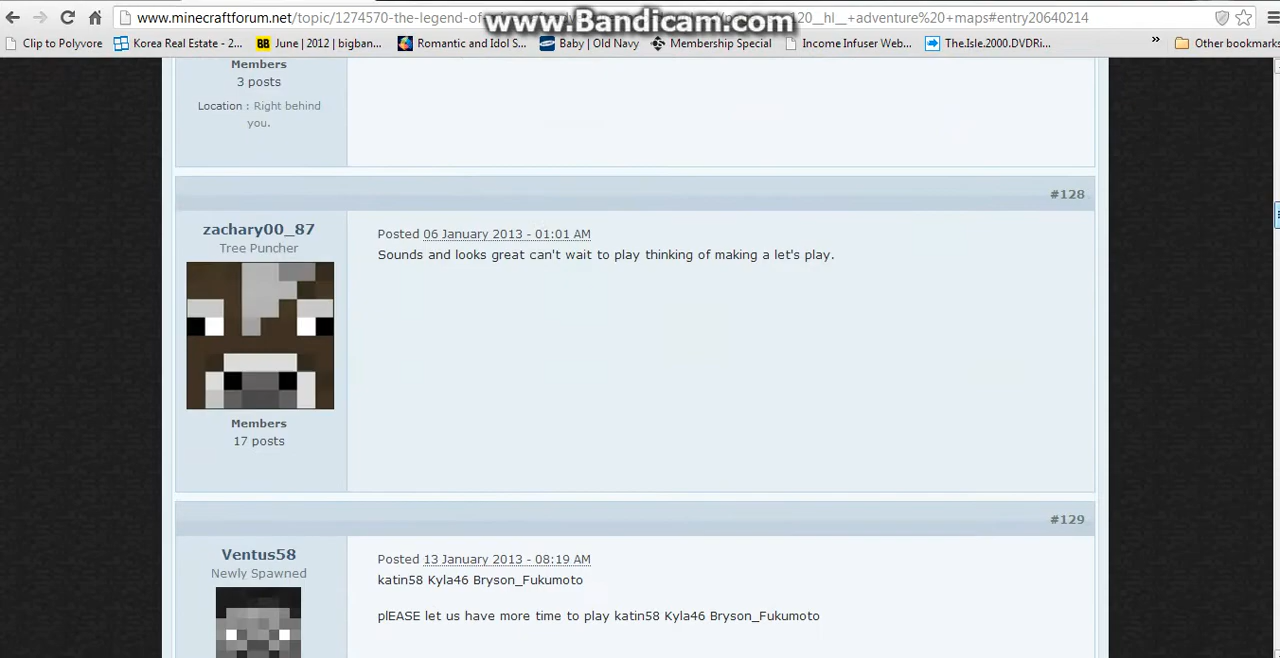 www.minecraftforum.net/topic/1274570-the-legend-of
20__hl__+adventure%20+maps#entry20640214
www.Bandicam.com
Clip to Polyvore
Korea Real Estate - 2...
June | 2012 | bigban...
Romantic and Idol S...
Baby | Old Navy
Membership Special
Income Infuser Web...
The.Isle.2000.DVDRi...
»
Other bookmarks
Members
3 posts
Location : Right behind
you.
#128
zachary00_87
Tree Puncher
Posted 06 January 2013 - 01:01 AM
Sounds and looks great can't wait to play thinking of making a let's play.
Members
17 posts
#129
Ventus58
Newly Spawned
Posted 13 January 2013 - 08:19 AM
katin58 Kyla46 Bryson_Fukumoto
plEASE let us have more time to play katin58 Kyla46 Bryson_Fukumoto